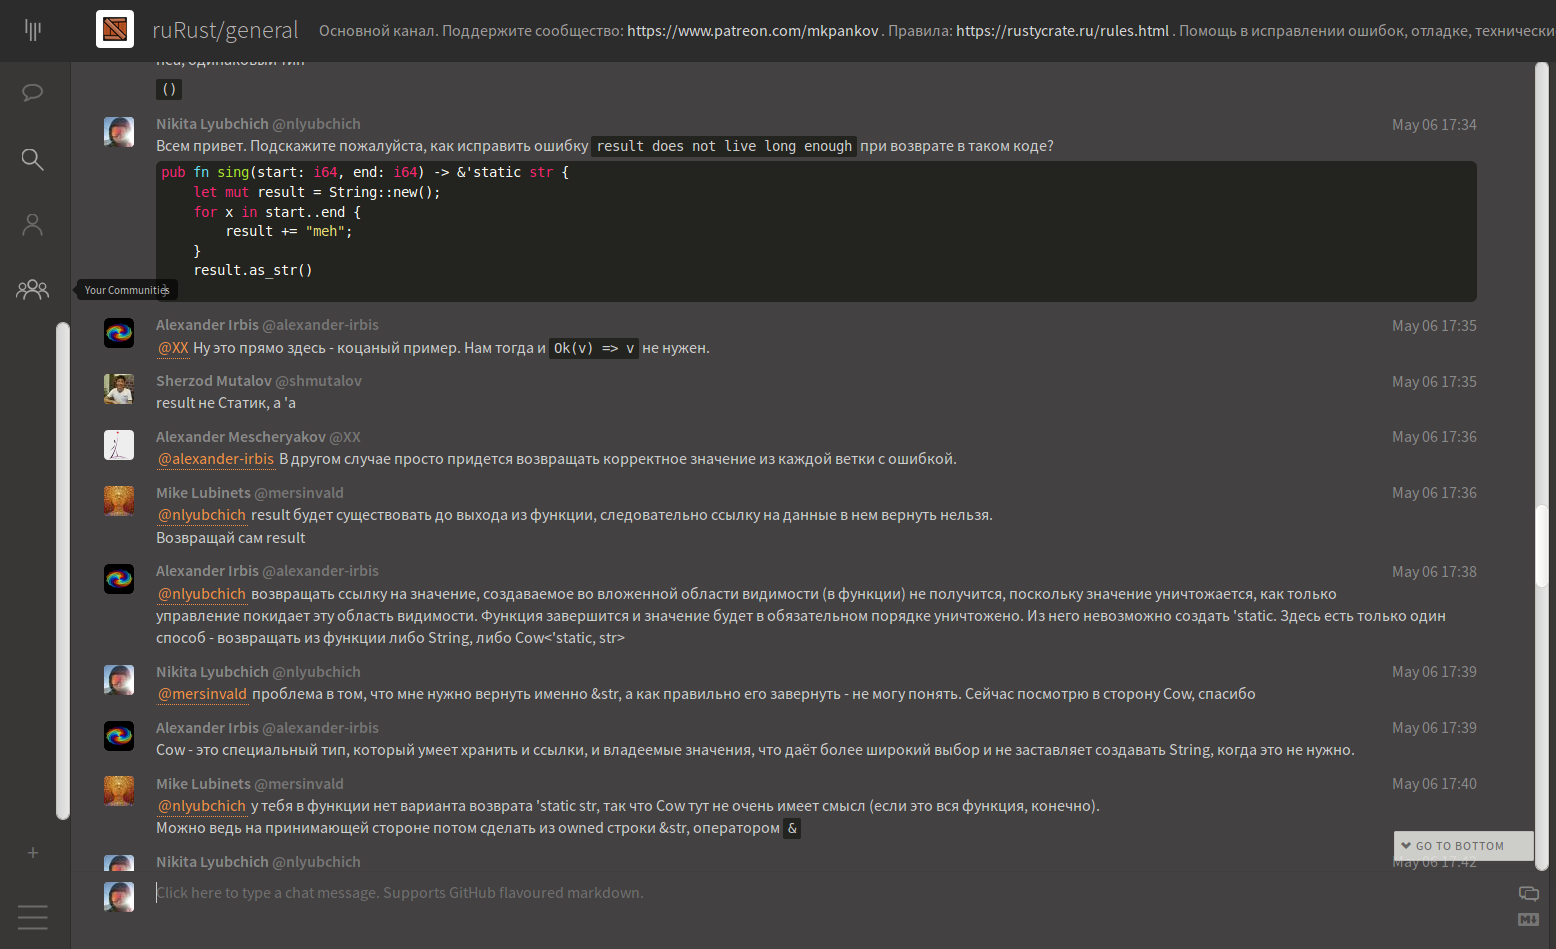 ruRust/general
Основной канал. Поддержите сообщество: https://www.patreon.com/mkpankov . Правила: https://rustycrate.ru/rules.html . Помощь в исправлении ошибок, отладке, технически
одинаковый тип
()
Nikita Lyubchich @nlyubchich
May 06 17:34
Всем привет. Подскажите пожалуйста, как исправить ошибку result does not live long enough при возврате в таком коде?
pub fn sing(start: i64, end: i64) -> &'static str {
let mut result = String::new();
for x in start..end {
result += "meh";
}
result.as_str()
}
Your Communities
Alexander Irbis @alexander-irbis
May 06 17:35
@XX Ну это прямо здесь - коцаный пример. Нам тогда и Ok(v) => v не нужен.
Sherzod Mutalov @shmutalov
May 06 17:35
result не Статик, а 'a
Alexander Mescheryakov @XX
May 06 17:36
@alexander-irbis В другом случае просто придется возвращать корректное значение из каждой ветки с ошибкой.
Mike Lubinets @mersinvald
May 06 17:36
@nlyubchich result будет существовать до выхода из функции, следовательно ссылку на данные в нем вернуть нельзя.
Возвращай сам result
Alexander Irbis @alexander-irbis
May 06 17:38
@nlyubchich возвращать ссылку на значение, создаваемое во вложенной области видимости (в функции) не получится, поскольку значение уничтожается, как только
управление покидает эту область видимости. Функция завершится и значение будет в обязательном порядке уничтожено. Из него невозможно создать 'static. Здесь есть только один
способ - возвращать из функции либо String, либо Cow<'static, str>
Nikita Lyubchich @nlyubchich
May 06 17:39
@mersinvald проблема в том, что мне нужно вернуть именно &str, а как правильно его завернуть - не могу понять. Сейчас посмотрю в сторону Cow, спасибо
Alexander Irbis @alexander-irbis
May 06 17:39
Cow - это специальный тип, который умеет хранить и ссылки, и владеемые значения, что даёт более широкий выбор и не заставляет создавать String, когда это не нужно.
Mike Lubinets @mersinvald
May 06 17:40
@nlyubchich у тебя в функции нет варианта возврата 'static str, так что Cow тут не очень имеет смысл (если это вся функция, конечно).
Можно ведь на принимающей стороне потом сделать из owned строки &str, оператором &
GO TO BOTTOM
Nikita Lyubchich @nlyubchich
May 06 17:42
Click here to type a chat message. Supports GitHub flavoured markdown.